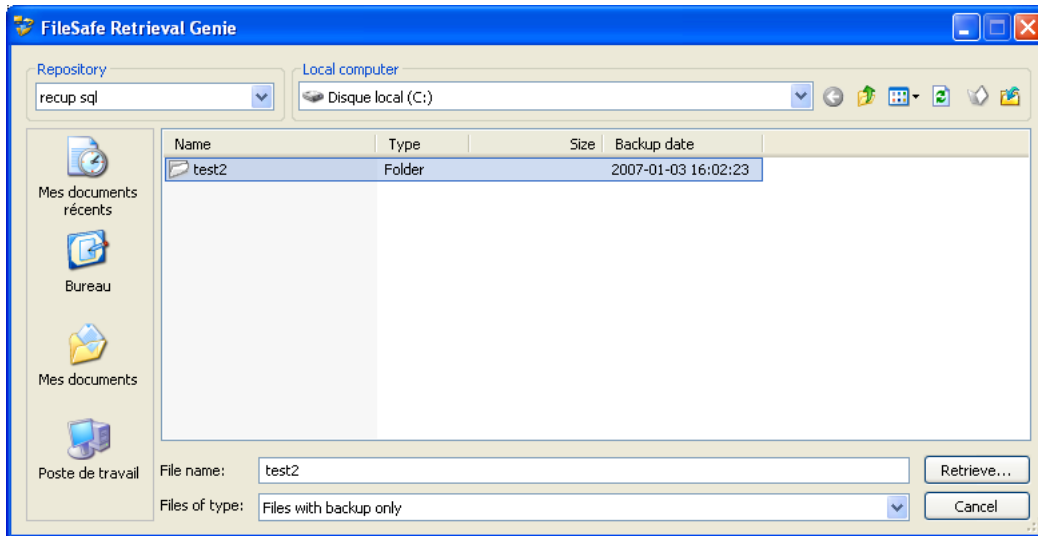 FileSafe Retrieval Genie
Repository
Local computer
recup sql
Disque local (C:)
Name Type Size Backup date
test2 Folder 2007-01-03 16:02:23
Mes documents
récents
Bureau
Mes documents
Poste de travail
File name: test2 Retrieve...
Files of type: Files with backup only Cancel